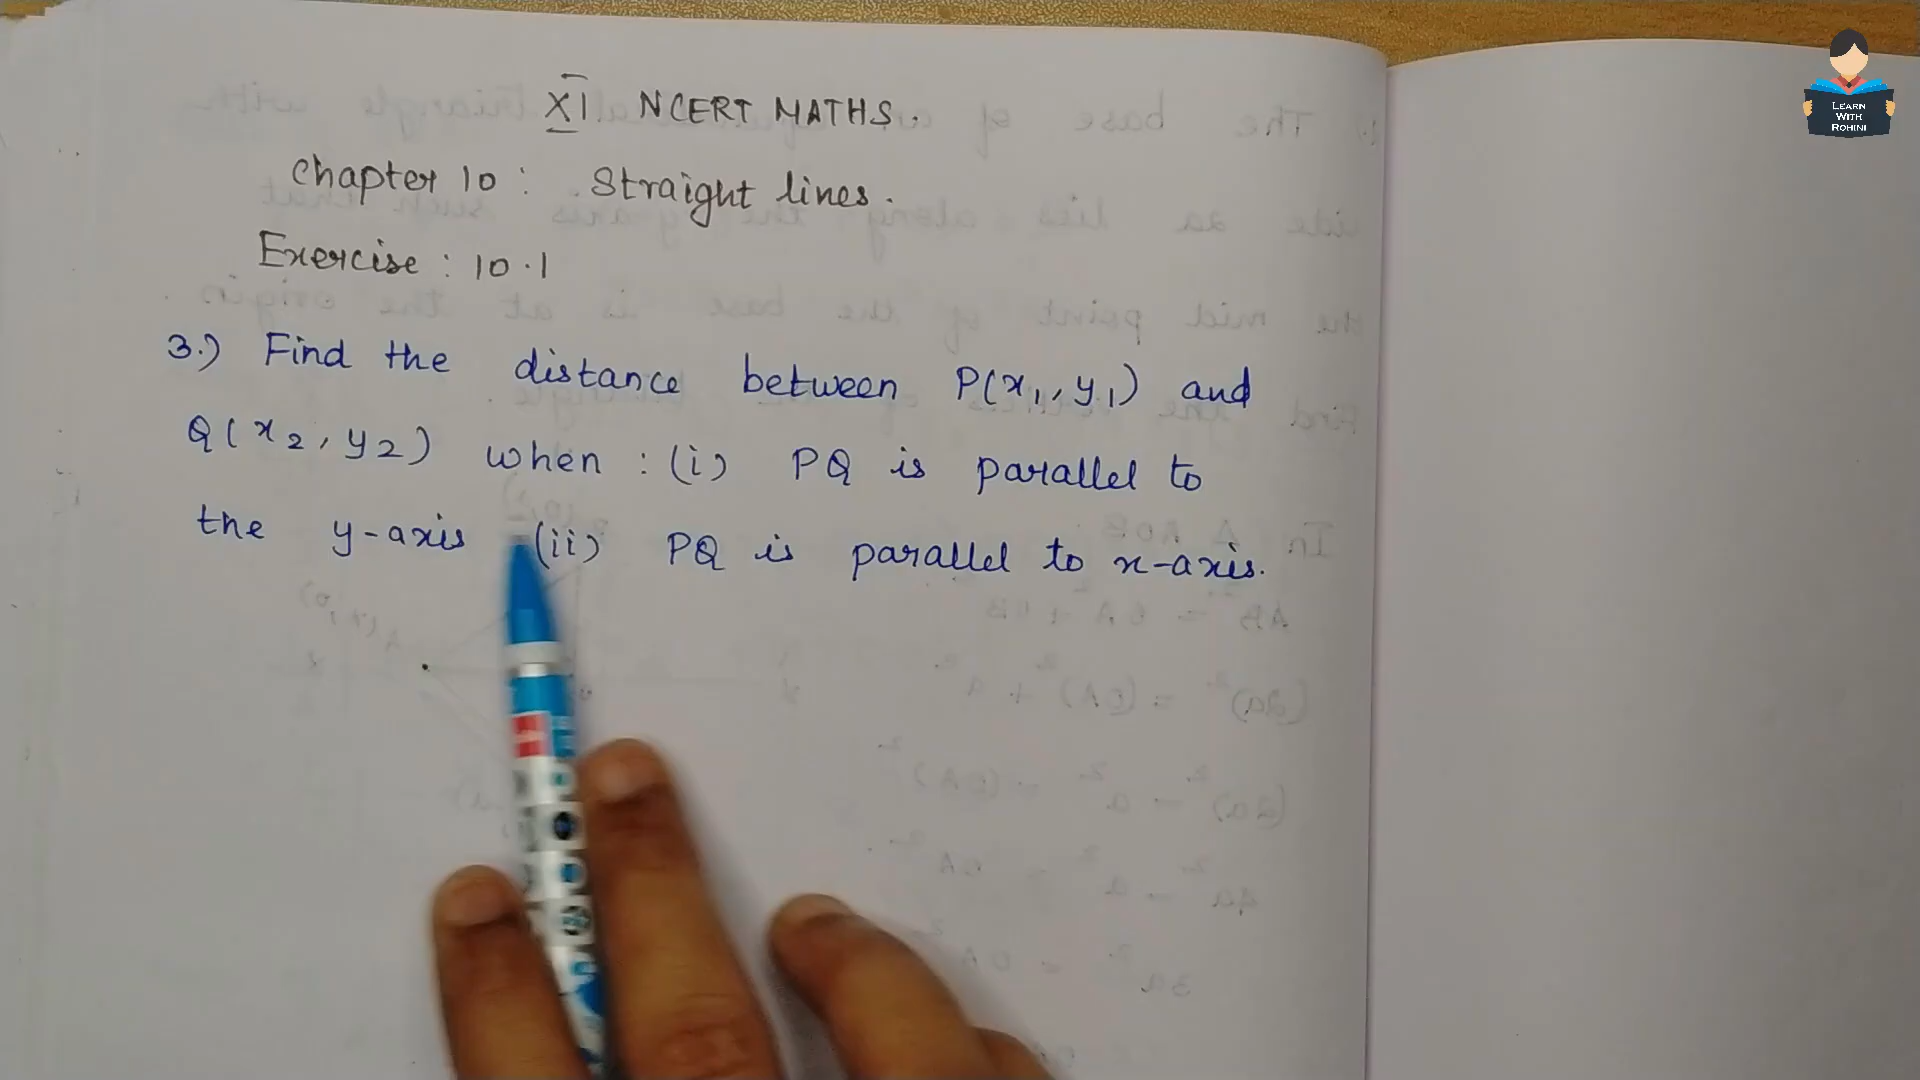 XI NCERT MATHS.
Chapter 10 : Straight lines.
Exercise : 10.1
3.) Find the distance between P(x₁, y₁) and
Q(x₂, y₂) when : (i) PQ is parallel to
the y-axis (ii) PQ is parallel to x-axis.
LEARN
WITH
ROHINI